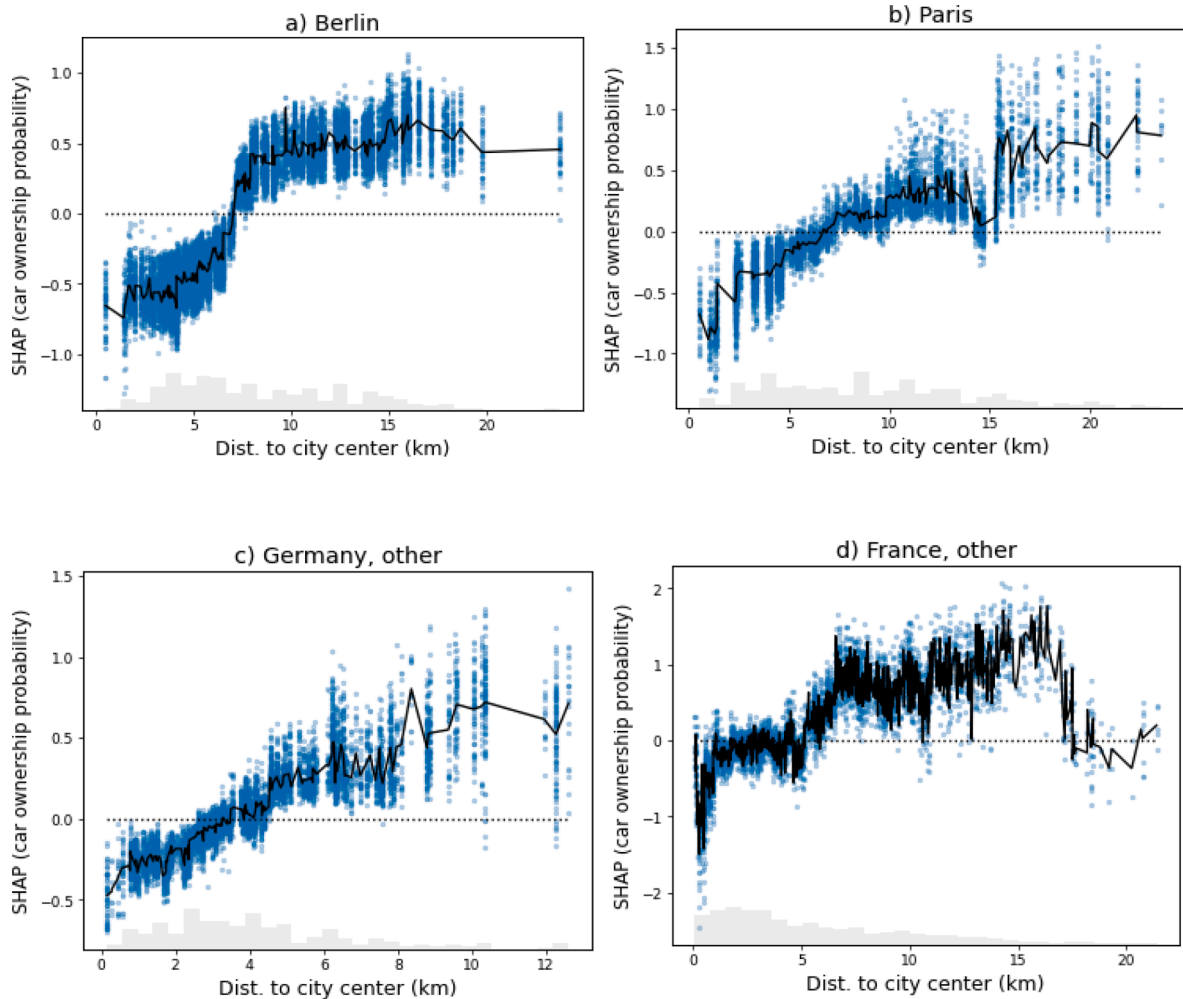 a) Berlin
SHAP (car ownership probability)
1.0
0.5
0.0
−0.5
−1.0
0 5 10 15 20
Dist. to city center (km)
b) Paris
SHAP (car ownership probability)
1.5
1.0
0.5
0.0
−0.5
−1.0
0 5 10 15 20
Dist. to city center (km)
c) Germany, other
SHAP (car ownership probability)
1.5
1.0
0.5
0.0
−0.5
0 2 4 6 8 10 12
Dist. to city center (km)
d) France, other
SHAP (car ownership probability)
2
1
0
−1
−2
0 5 10 15 20
Dist. to city center (km)